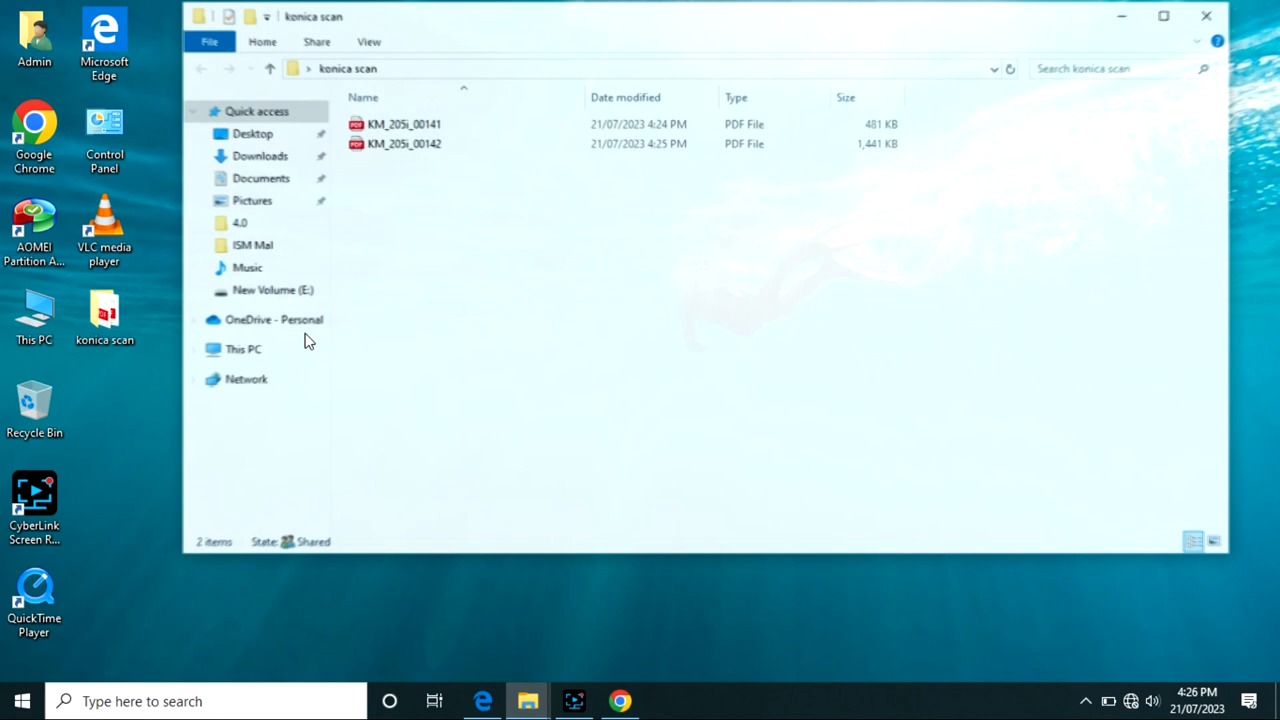 Admin
Microsoft
Edge
Google
Chrome
Control
Panel
AOMEI
Partition A...
VLC media
player
This PC
konica scan
Recycle Bin
CyberLink
Screen R...
QuickTime
Player
konica scan
File
Home
Share
View
konica scan
Search konica scan
Name
Date modified
Type
Size
KM_205i_00141
21/07/2023 4:24 PM
PDF File
481 KB
KM_205i_00142
21/07/2023 4:25 PM
PDF File
1,441 KB
Quick access
Desktop
Downloads
Documents
Pictures
4.0
ISM Mal
Music
New Volume (E:)
OneDrive - Personal
This PC
Network
2 items
State: Shared
Type here to search
4:26 PM
21/07/2023